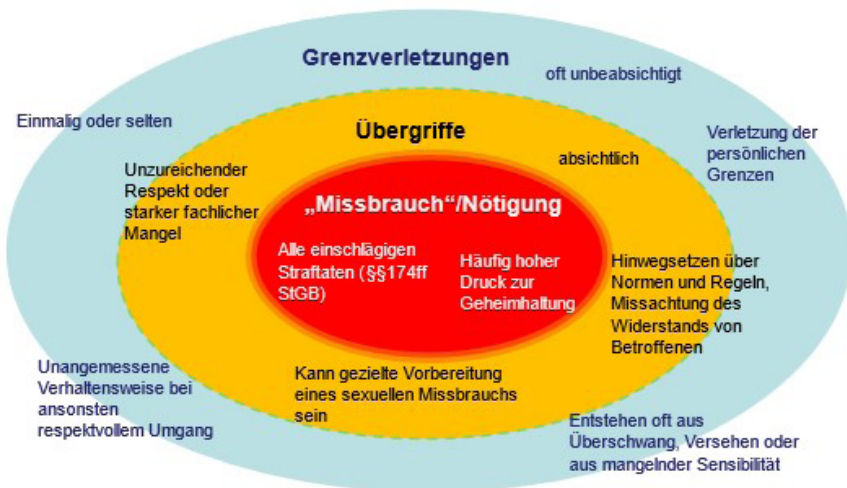 Grenzverletzungen
oft unbeabsichtigt
Einmalig oder selten
Verletzung der
persönlichen
Grenzen
Übergriffe
absichtlich
Unzureichender
Respekt oder
starker fachlicher
Mangel
„Missbrauch“/Nötigung
Alle einschlägigen
Straftaten (§§174ff
StGB)
Häufig hoher
Druck zur
Geheimhaltung
Hinwegsetzen über
Normen und Regeln,
Missachtung des
Widerstands von
Betroffenen
Kann gezielte Vorbereitung
eines sexuellen Missbrauchs
sein
Unangemessene
Verhaltensweise bei
ansonsten
respektvollem Umgang
Entstehen oft aus
Überschwang, Versehen oder
aus mangelnder Sensibilität